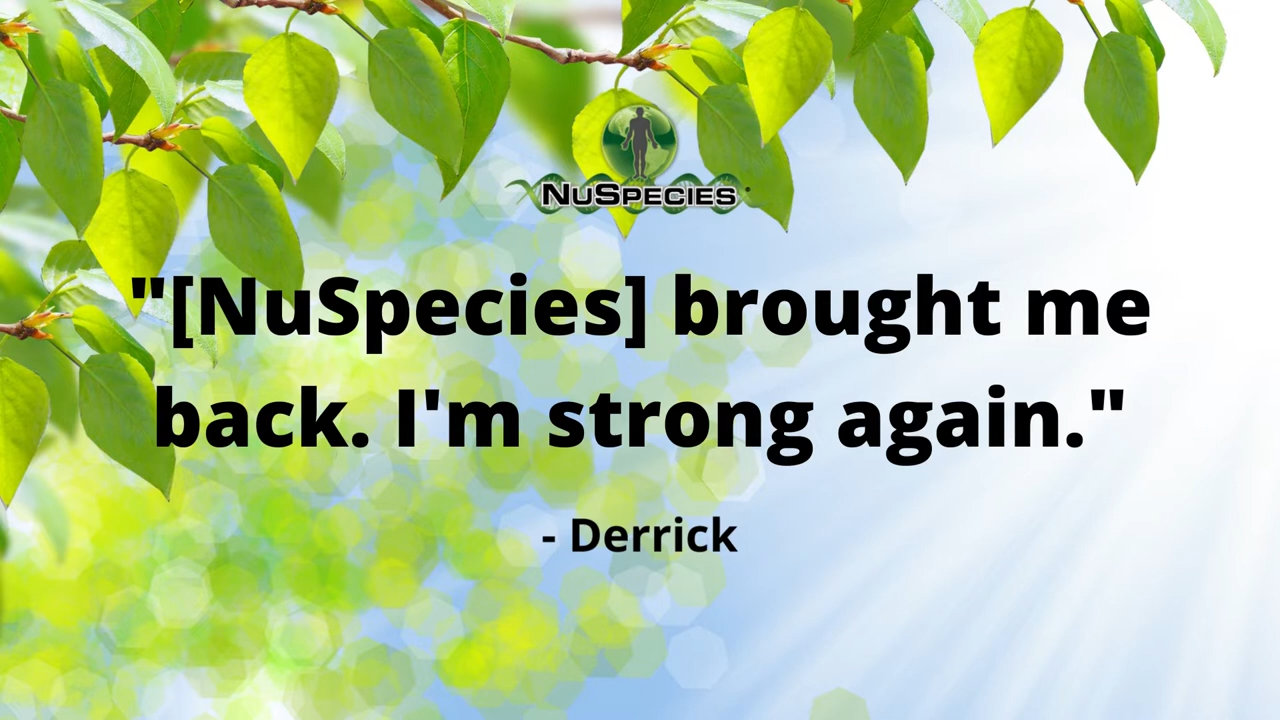 NuSpecies
"[NuSpecies] brought me
back. I'm strong again."
- Derrick